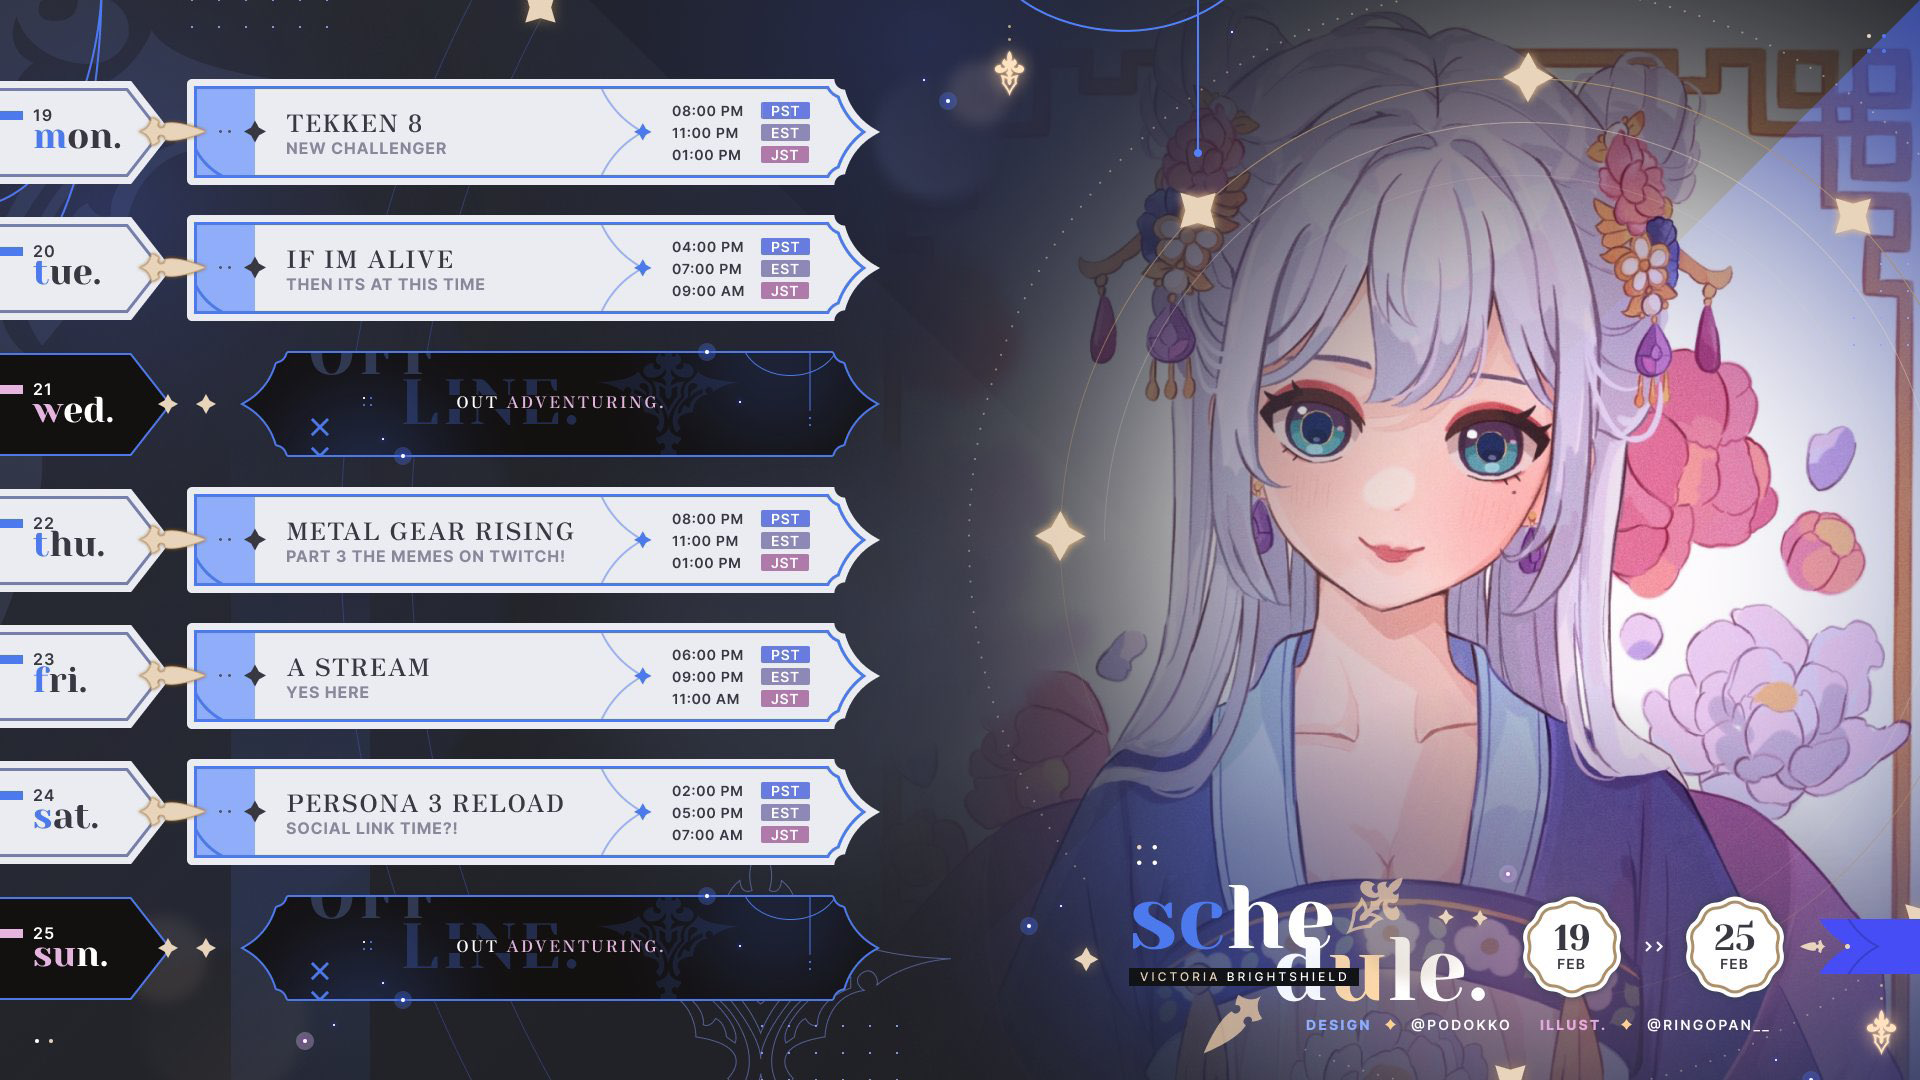 19
mon.
TEKKEN 8
NEW CHALLENGER
08:00 PM PST
11:00 PM EST
01:00 PM JST
20
tue.
IF IM ALIVE
THEN ITS AT THIS TIME
04:00 PM PST
07:00 PM EST
09:00 AM JST
21
wed.
OFF
LINE.
OUT ADVENTURING.
22
thu.
METAL GEAR RISING
PART 3 THE MEMES ON TWITCH!
08:00 PM PST
11:00 PM EST
01:00 PM JST
23
fri.
A STREAM
YES HERE
06:00 PM PST
09:00 PM EST
11:00 AM JST
24
sat.
PERSONA 3 RELOAD
SOCIAL LINK TIME?!
02:00 PM PST
05:00 PM EST
07:00 AM JST
25
sun.
OFF
LINE.
OUT ADVENTURING.
sche
dule.
VICTORIA BRIGHTSHIELD
19
FEB
25
FEB
DESIGN @PODOKKO ILLUST. @RINGOPAN__